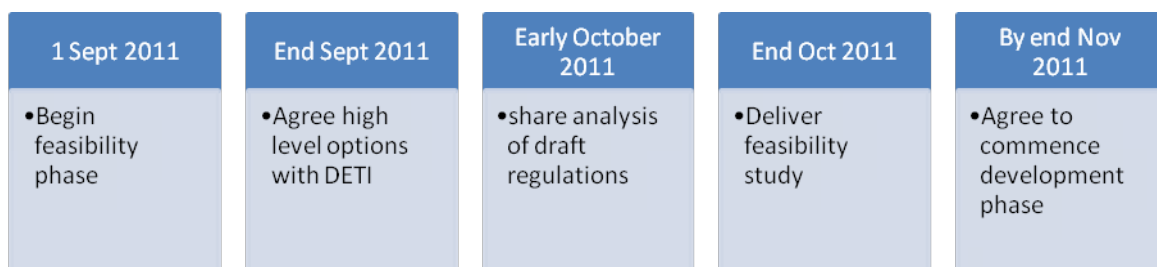 1 Sept 2011
•Begin
feasibility
phase
End Sept 2011
•Agree high
level options
with DETI
Early October
2011
•share analysis
of draft
regulations
End Oct 2011
•Deliver
feasibility
study
By end Nov
2011
•Agree to
commence
development
phase